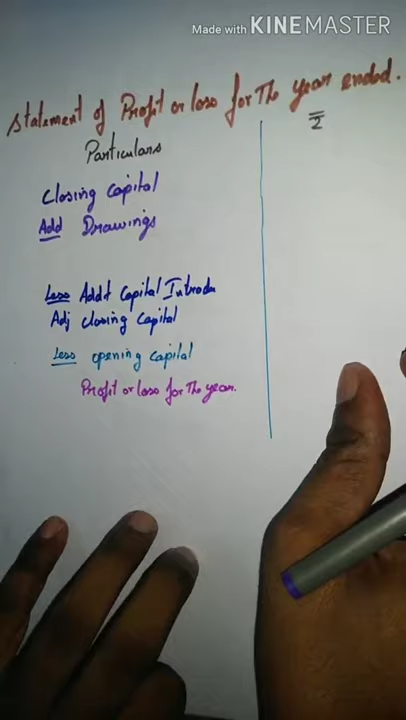 Made with KINEMASTER
Statement of Profit or loss for The year ended.
Particulars
Closing Capital
Add Drawings
Less Addt Capital Introdu
Adj closing Capital
Less opening Capital
Profit or loss for The year.